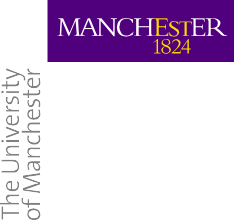 MANCHEStER
1824
The University
of Manchester